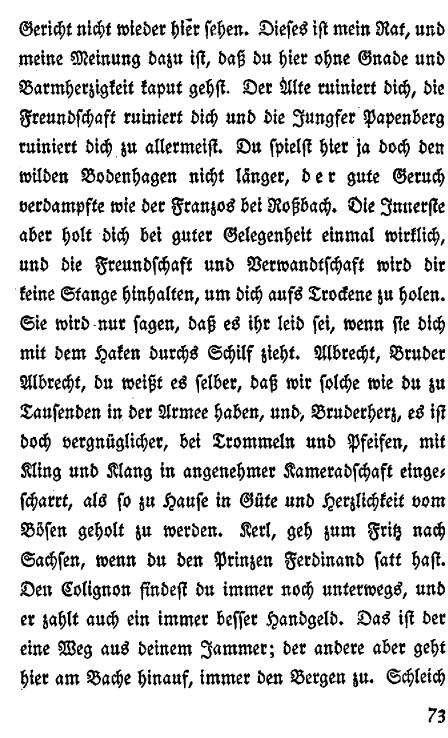 Gericht nicht wieder hier sehen. Dieses ist mein Rat, und
meine Meinung dazu ist, daß du hier ohne Gnade und
Barmherzigkeit kaput gehst. Der Alte ruiniert dich, die
Freundschaft ruiniert dich und die Jungfer Papenberg
ruiniert dich zu allermeist. Du spielst hier ja doch den
wilden Bodenhagen nicht länger, der gute Geruch
verdampfte wie der Franzos bei Roßbach. Die Innerste
aber holt dich bei guter Gelegenheit einmal wirklich,
und die Freundschaft und Verwandtschaft wird dir
keine Stange hinhalten, um dich aufs Trockene zu holen.
Sie wird nur sagen, daß es ihr leid sei, wenn sie dich
mit dem Haken durchs Schilf zieht. Albrecht, Bruder
Albrecht, du weißt es selber, daß wir solche wie du zu
Tausenden in der Armee haben, und, Bruderherz, es ist
doch vergnüglicher, bei Trommeln und Pfeifen, mit
Kling und Klang in angenehmer Kameradschaft einge-
scharrt, als so zu Hause in Güte und Herzlichkeit vom
Bösen geholt zu werden. Kerl, geh zum Fritz nach
Sachsen, wenn du den Prinzen Ferdinand satt hast.
Den Colignon findest du immer noch unterwegs, und
er zahlt auch ein immer besser Handgeld. Das ist der
eine Weg aus deinem Jammer; der andere aber geht
hier am Bache hinauf, immer den Bergen zu. Schleich
73